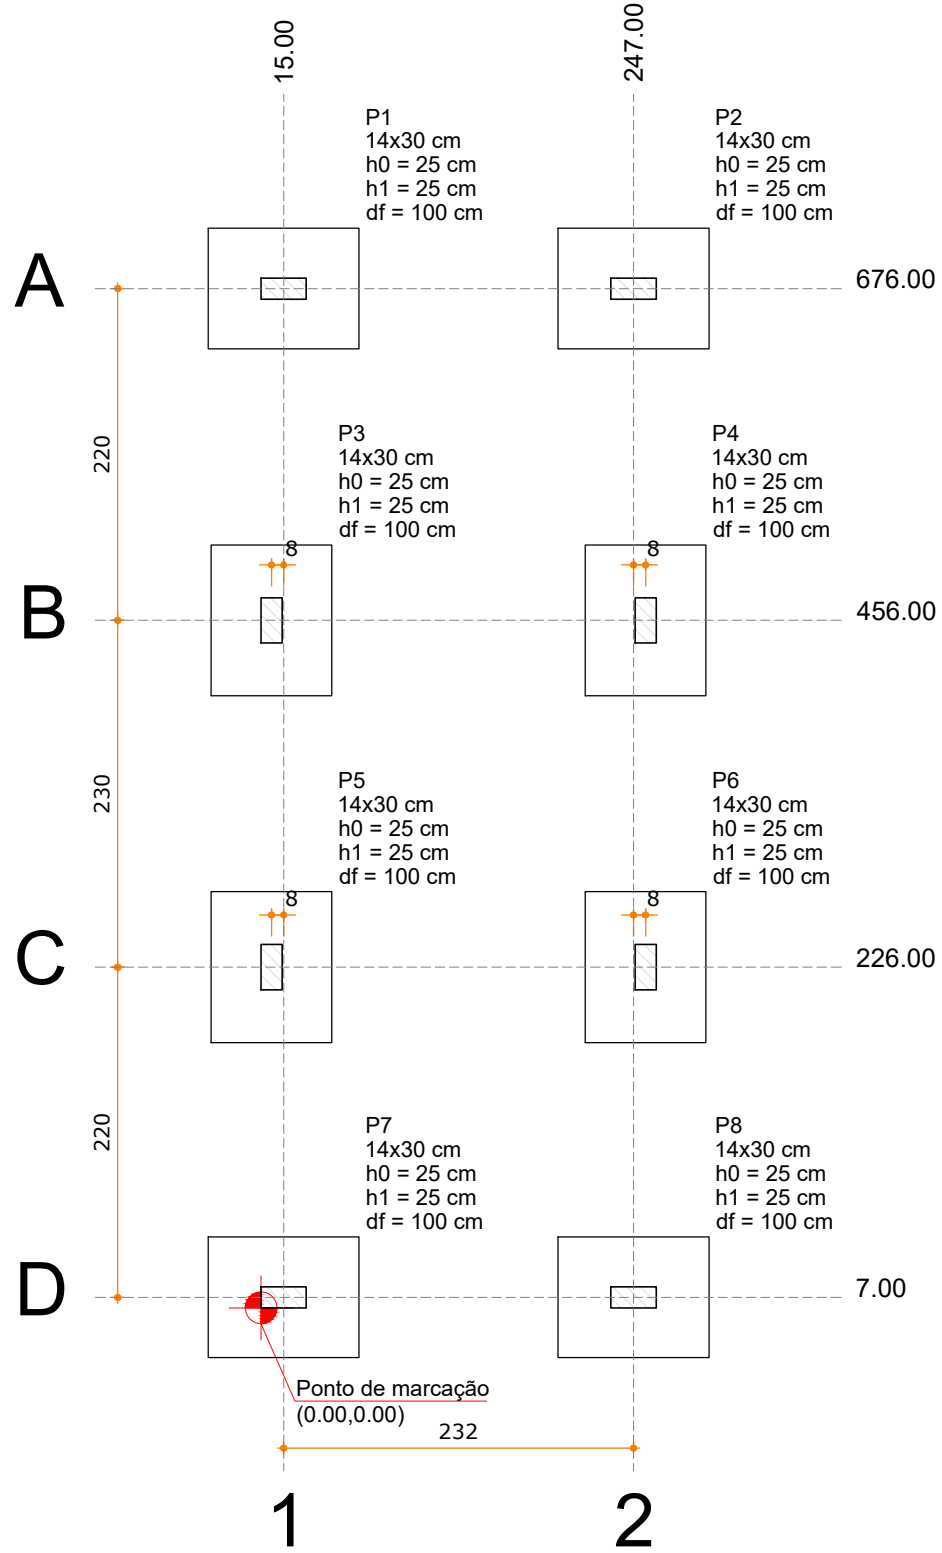 15.00
247.00
P1
14x30 cm
h0 = 25 cm
h1 = 25 cm
df = 100 cm
P2
14x30 cm
h0 = 25 cm
h1 = 25 cm
df = 100 cm
A
676.00
220
P3
14x30 cm
h0 = 25 cm
h1 = 25 cm
df = 100 cm
8
P4
14x30 cm
h0 = 25 cm
h1 = 25 cm
df = 100 cm
8
B
456.00
230
P5
14x30 cm
h0 = 25 cm
h1 = 25 cm
df = 100 cm
8
P6
14x30 cm
h0 = 25 cm
h1 = 25 cm
df = 100 cm
8
C
226.00
220
P7
14x30 cm
h0 = 25 cm
h1 = 25 cm
df = 100 cm
P8
14x30 cm
h0 = 25 cm
h1 = 25 cm
df = 100 cm
D
7.00
Ponto de marcação
(0.00,0.00)
232
1
2